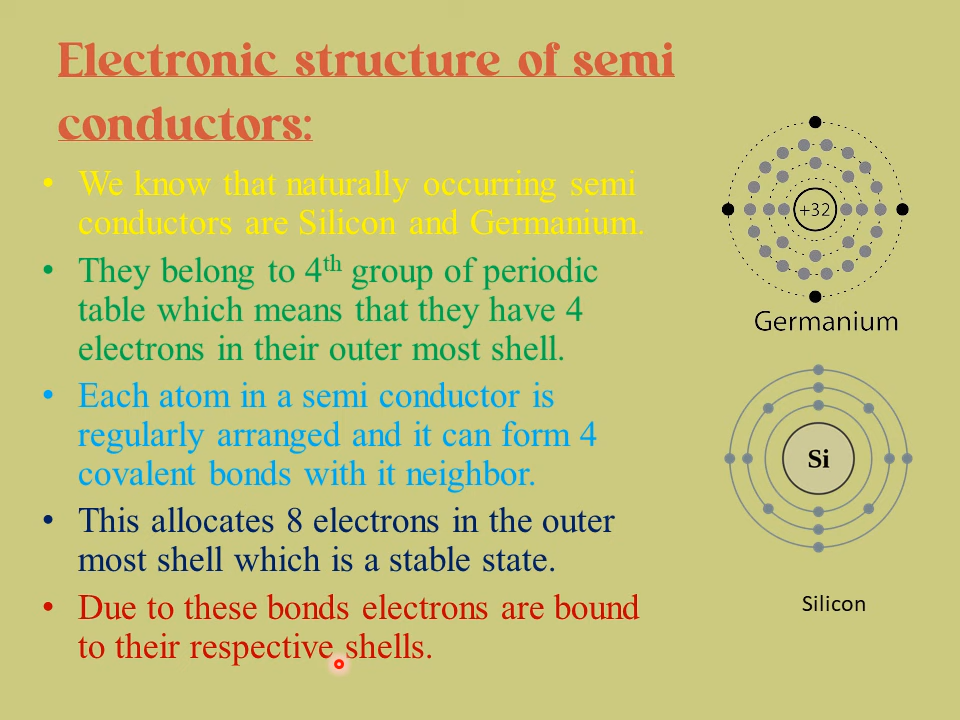 Electronic structure of semi
conductors:
• We know that naturally occurring semi
conductors are Silicon and Germanium.
• They belong to 4th group of periodic
table which means that they have 4
electrons in their outer most shell.
• Each atom in a semi conductor is
regularly arranged and it can form 4
covalent bonds with it neighbor.
• This allocates 8 electrons in the outer
most shell which is a stable state.
• Due to these bonds electrons are bound
to their respective shells.
+32
Germanium
Si
Silicon